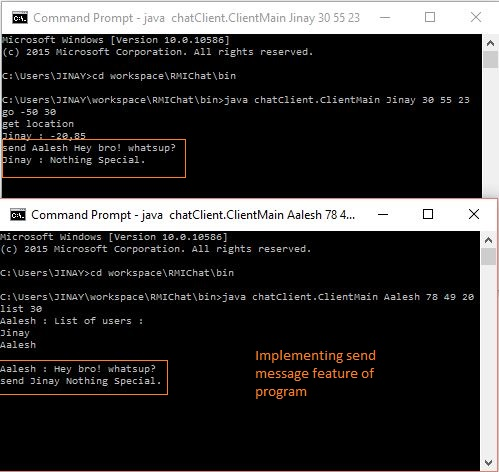 Command Prompt - java  chatClient.ClientMain Jinay 30 55 23
Microsoft Windows [Version 10.0.10586]
(c) 2015 Microsoft Corporation. All rights reserved.
C:\Users\JINAY>cd workspace\RMIChat\bin
C:\Users\JINAY\workspace\RMIChat\bin>java chatClient.ClientMain Jinay 30 55 23
go -50 30
get location
Jinay : -20,85
send Aalesh Hey bro! whatsup?
Jinay : Nothing Special.
Command Prompt - java  chatClient.ClientMain Aalesh 78 4...
Microsoft Windows [Version 10.0.10586]
(c) 2015 Microsoft Corporation. All rights reserved.
C:\Users\JINAY>cd workspace\RMIChat\bin
C:\Users\JINAY\workspace\RMIChat\bin>java chatClient.ClientMain Aalesh 78 49 20
list 30
Aalesh : List of users :
Jinay
Aalesh
Aalesh : Hey bro! whatsup?
send Jinay Nothing Special.
Implementing send
message feature of
program